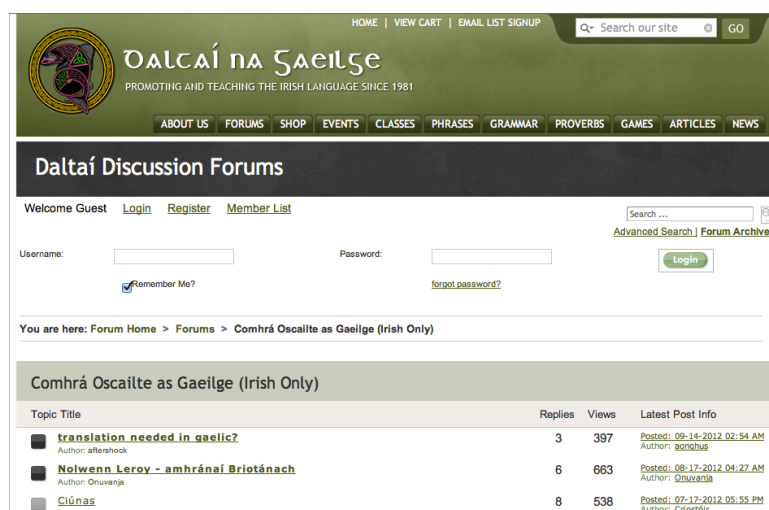 HOME | VIEW CART | EMAIL LIST SIGNUP
Search our site
GO
Daltaí na Gaeilge
PROMOTING AND TEACHING THE IRISH LANGUAGE SINCE 1981
ABOUT US FORUMS SHOP EVENTS CLASSES PHRASES GRAMMAR PROVERBS GAMES ARTICLES NEWS
Daltaí Discussion Forums
Welcome Guest Login Register Member List
Search ...
Advanced Search | Forum Archive
Username: Password: Login
Remember Me? forgot password?
You are here: Forum Home > Forums > Comhrá Oscailte as Gaeilge (Irish Only)
Comhrá Oscailte as Gaeilge (Irish Only)
Topic Title Replies Views Latest Post Info
translation needed in gaelic? 3 397 Posted: 09-14-2012 02:54 AM
Author: aftershock Author: aonghus
Nolwenn Leroy - amhránaí Briotánach 6 663 Posted: 08-17-2012 04:27 AM
Author: Onuvanja Author: Onuvanja
Ciúnas 8 538 Posted: 07-17-2012 05:55 PM
Author: Criostóir